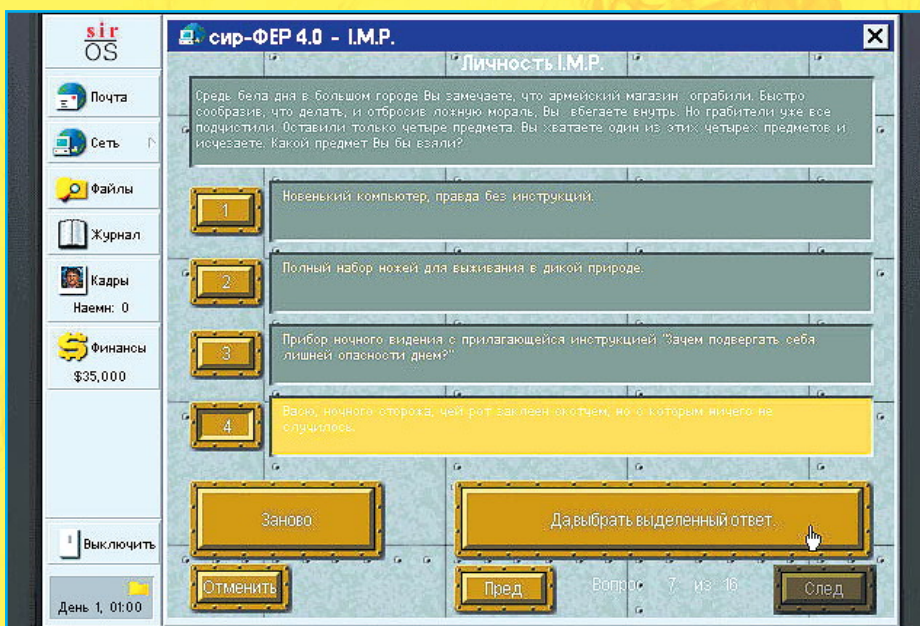 sir
OS
сир-ФЕР 4.0 - I.M.P.
Личность I.M.P.
Почта
Сеть
Файлы
Журнал
Кадры
Наемн: 0
Финансы
$35,000
Выключить
День 1, 01:00
Средь бела дня в большом городе Вы замечаете, что армейский магазин ограбили. Быстро
сообразив, что делать, и отбросив ложную мораль, Вы вбегаете внутрь. Но грабители уже все
подчистили. Оставили только четыре предмета. Вы хватаете один из этих четырех предметов и
исчезаете. Какой предмет Вы бы взяли?
1
Новенький компьютер, правда без инструкций.
2
Полный набор ножей для выживания в дикой природе.
3
Прибор ночного видения с прилагающейся инструкцией "Зачем подвергать себя
лишней опасности днем?"
4
Васю, ночного сторожа, чей рот заклеен скотчем, но с которым ничего не
случилось.
Заново
Да,выбрать выделенный ответ.
Отменить
Пред
Вопрос 7 из 16
След